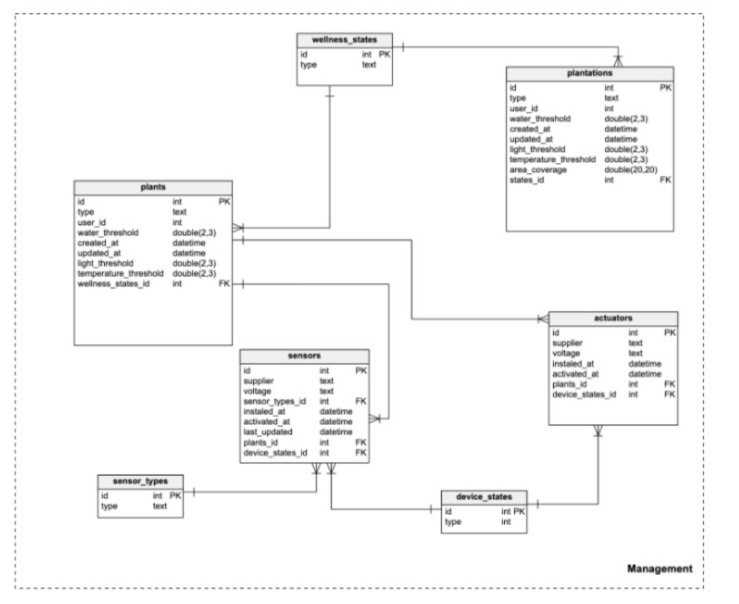 wellness_states
id int PK
type text
plantations
id int PK
type text
user_id int
water_threshold double(2,3)
created_at datetime
updated_at datetime
light_threshold double(2,3)
temperature_threshold double(2,3)
area_coverage double(20,20)
states_id int FK
plants
id int PK
type text
user_id int
water_threshold double(2,3)
created_at datetime
updated_at datetime
light_threshold double(2,3)
temperature_threshold double(2,3)
wellness_states_id int FK
actuators
id int PK
supplier text
voltage text
instaled_at datetime
activated_at datetime
plants_id int FK
device_states_id int FK
sensors
id int PK
supplier text
voltage text
sensor_types_id int FK
instaled_at datetime
activated_at datetime
last_updated datetime
plants_id int FK
device_states_id int FK
sensor_types
id int PK
type text
device_states
id int PK
type int
Management